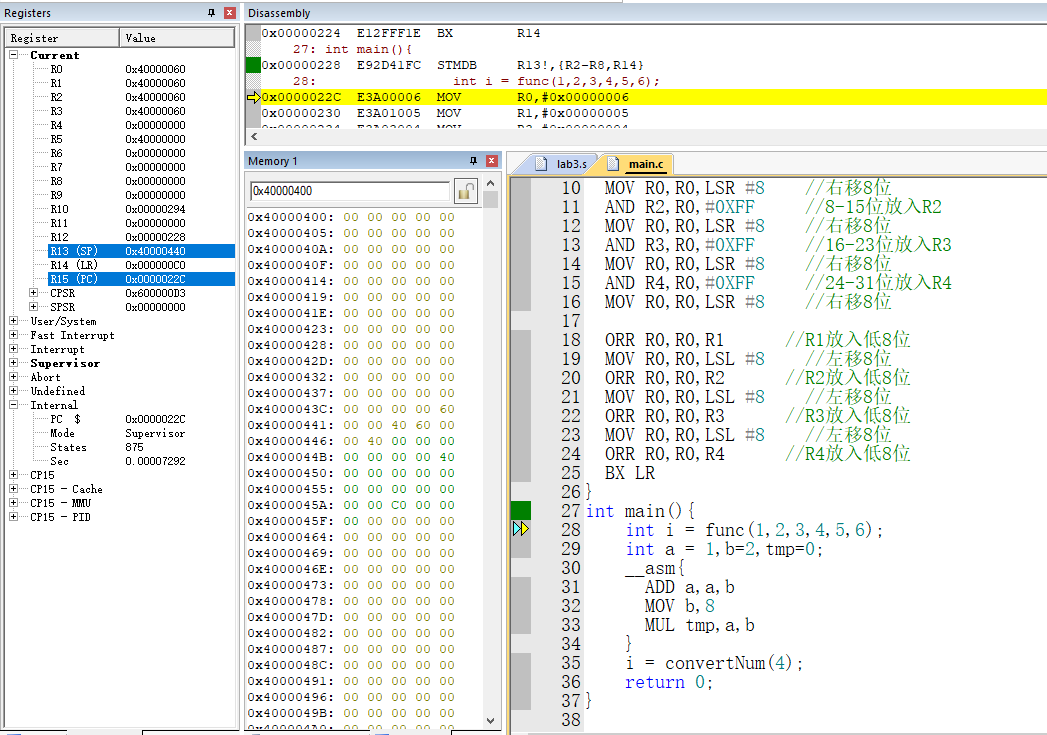 Registers
Register Value
Current
R0 0x40000060
R1 0x40000060
R2 0x40000060
R3 0x40000060
R4 0x00000000
R5 0x40000000
R6 0x00000000
R7 0x00000000
R8 0x00000000
R9 0x00000000
R10 0x00000294
R11 0x00000000
R12 0x00000228
R13 (SP) 0x40000440
R14 (LR) 0x000000C0
R15 (PC) 0x0000022C
CPSR 0x600000D3
SPSR 0x00000000
User/System
Fast Interrupt
Interrupt
Supervisor
Abort
Undefined
Internal
PC $ 0x0000022C
Mode Supervisor
States 875
Sec 0.00007292
CP15
CP15 - Cache
CP15 - MMU
CP15 - PID
Disassembly
0x00000224 E12FFF1E BX R14
27: int main(){
0x00000228 E92D41FC STMDB R13!,{R2-R8,R14}
28: int i = func(1,2,3,4,5,6);
0x0000022C E3A00006 MOV R0,#0x00000006
0x00000230 E3A01005 MOV R1,#0x00000005
Memory 1
0x40000400
0x40000400: 00 00 00 00 00
0x40000405: 00 00 00 00 00
0x4000040A: 00 00 00 00 00
0x4000040F: 00 00 00 00 00
0x40000414: 00 00 00 00 00
0x40000419: 00 00 00 00 00
0x4000041E: 00 00 00 00 00
0x40000423: 00 00 00 00 00
0x40000428: 00 00 00 00 00
0x4000042D: 00 00 00 00 00
0x40000432: 00 00 00 00 00
0x40000437: 00 00 00 00 00
0x4000043C: 00 00 00 00 60
0x40000441: 00 00 40 60 00
0x40000446: 00 40 00 00 00
0x4000044B: 00 00 00 00 40
0x40000450: 00 00 00 00 00
0x40000455: 00 00 00 00 00
0x4000045A: 00 00 C0 00 00
0x4000045F: 00 00 00 00 00
0x40000464: 00 00 00 00 00
0x40000469: 00 00 00 00 00
0x4000046E: 00 00 00 00 00
0x40000473: 00 00 00 00 00
0x40000478: 00 00 00 00 00
0x4000047D: 00 00 00 00 00
0x40000482: 00 00 00 00 00
0x40000487: 00 00 00 00 00
0x4000048C: 00 00 00 00 00
0x40000491: 00 00 00 00 00
0x40000496: 00 00 00 00 00
0x4000049B: 00 00 00 00 00
lab3.s main.c
10 MOV R0,R0,LSR #8 //右移8位
11 AND R2,R0,#0XFF //8-15位放入R2
12 MOV R0,R0,LSR #8 //右移8位
13 AND R3,R0,#0XFF //16-23位放入R3
14 MOV R0,R0,LSR #8 //右移8位
15 AND R4,R0,#0XFF //24-31位放入R4
16 MOV R0,R0,LSR #8 //右移8位
17
18 ORR R0,R0,R1 //R1放入低8位
19 MOV R0,R0,LSL #8 //左移8位
20 ORR R0,R0,R2 //R2放入低8位
21 MOV R0,R0,LSL #8 //左移8位
22 ORR R0,R0,R3 //R3放入低8位
23 MOV R0,R0,LSL #8 //左移8位
24 ORR R0,R0,R4 //R4放入低8位
25 BX LR
26 }
27 int main(){
28 int i = func(1,2,3,4,5,6);
29 int a = 1,b=2,tmp=0;
30 __asm{
31 ADD a,a,b
32 MOV b,8
33 MUL tmp,a,b
34 }
35 i = convertNum(4);
36 return 0;
37 }
38